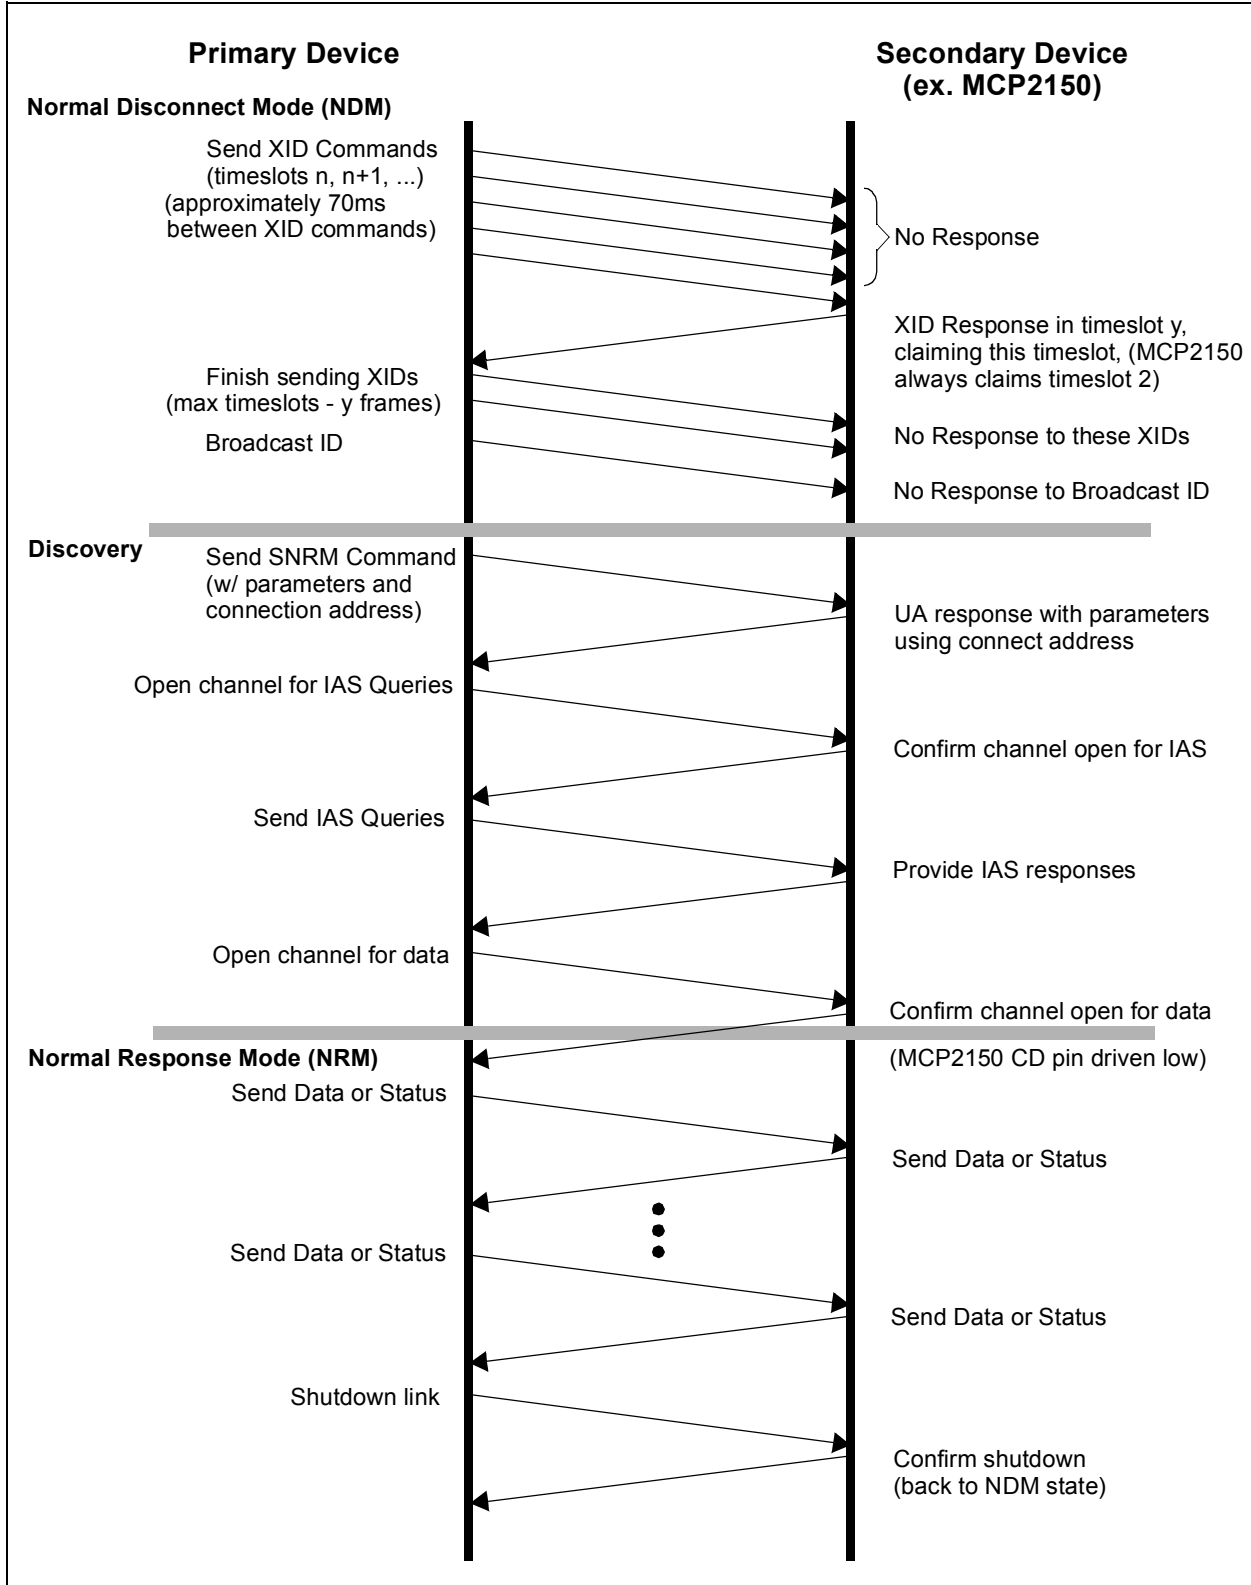 Primary Device
Secondary Device
(ex. MCP2150)
Normal Disconnect Mode (NDM)
Send XID Commands
(timeslots n, n+1, ...)
(approximately 70ms
between XID commands)
No Response
XID Response in timeslot y,
claiming this timeslot, (MCP2150
always claims timeslot 2)
Finish sending XIDs
(max timeslots - y frames)
No Response to these XIDs
Broadcast ID
No Response to Broadcast ID
Discovery
Send SNRM Command
(w/ parameters and
connection address)
UA response with parameters
using connect address
Open channel for IAS Queries
Confirm channel open for IAS
Send IAS Queries
Provide IAS responses
Open channel for data
Confirm channel open for data
Normal Response Mode (NRM)
(MCP2150 CD pin driven low)
Send Data or Status
Send Data or Status
Send Data or Status
Send Data or Status
Shutdown link
Confirm shutdown
(back to NDM state)